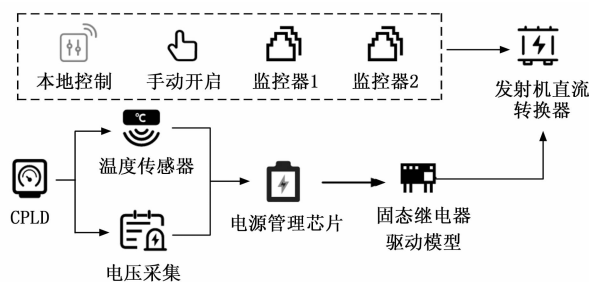 本地控制
手动开启
监控器1
监控器2
发射机直流
转换器
℃
温度传感器
CPLD
电压采集
电源管理芯片
固态继电器
驱动模型